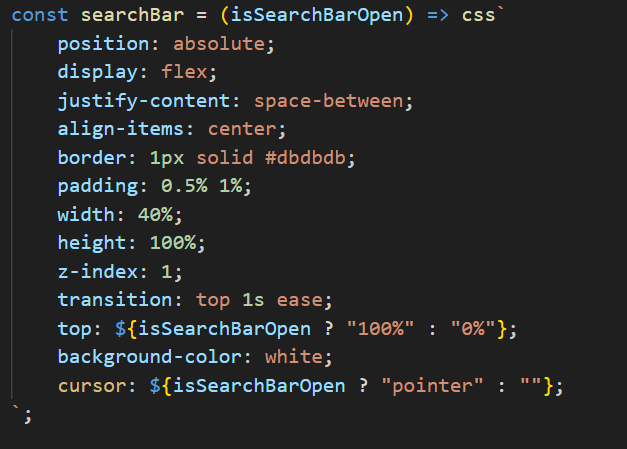 const searchBar = (isSearchBarOpen) => css`
    position: absolute;
    display: flex;
    justify-content: space-between;
    align-items: center;
    border: 1px solid #dbdbdb;
    padding: 0.5% 1%;
    width: 40%;
    height: 100%;
    z-index: 1;
    transition: top 1s ease;
    top: ${isSearchBarOpen ? "100%" : "0%"};
    background-color: white;
    cursor: ${isSearchBarOpen ? "pointer" : ""};
`;